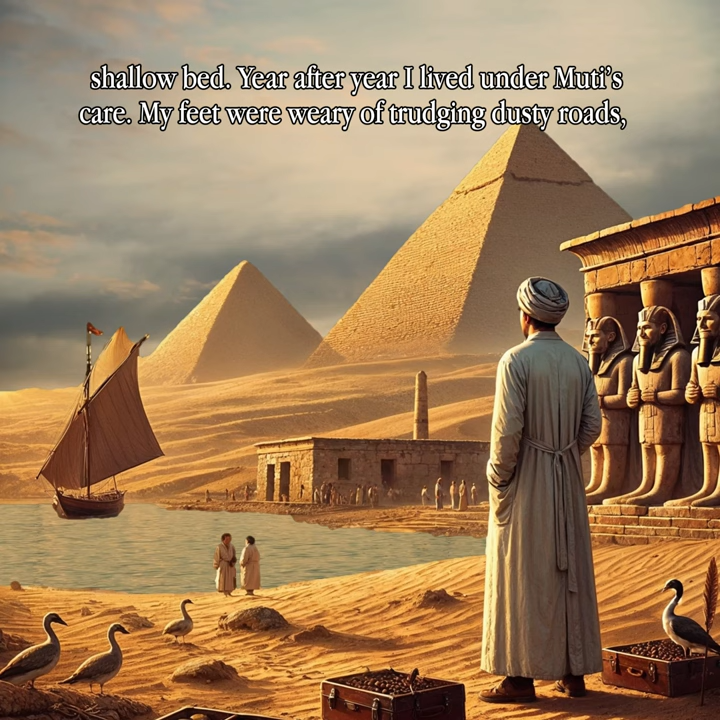 shallow bed. Year after year I lived under Muti's
care. My feet were weary of trudging dusty roads,